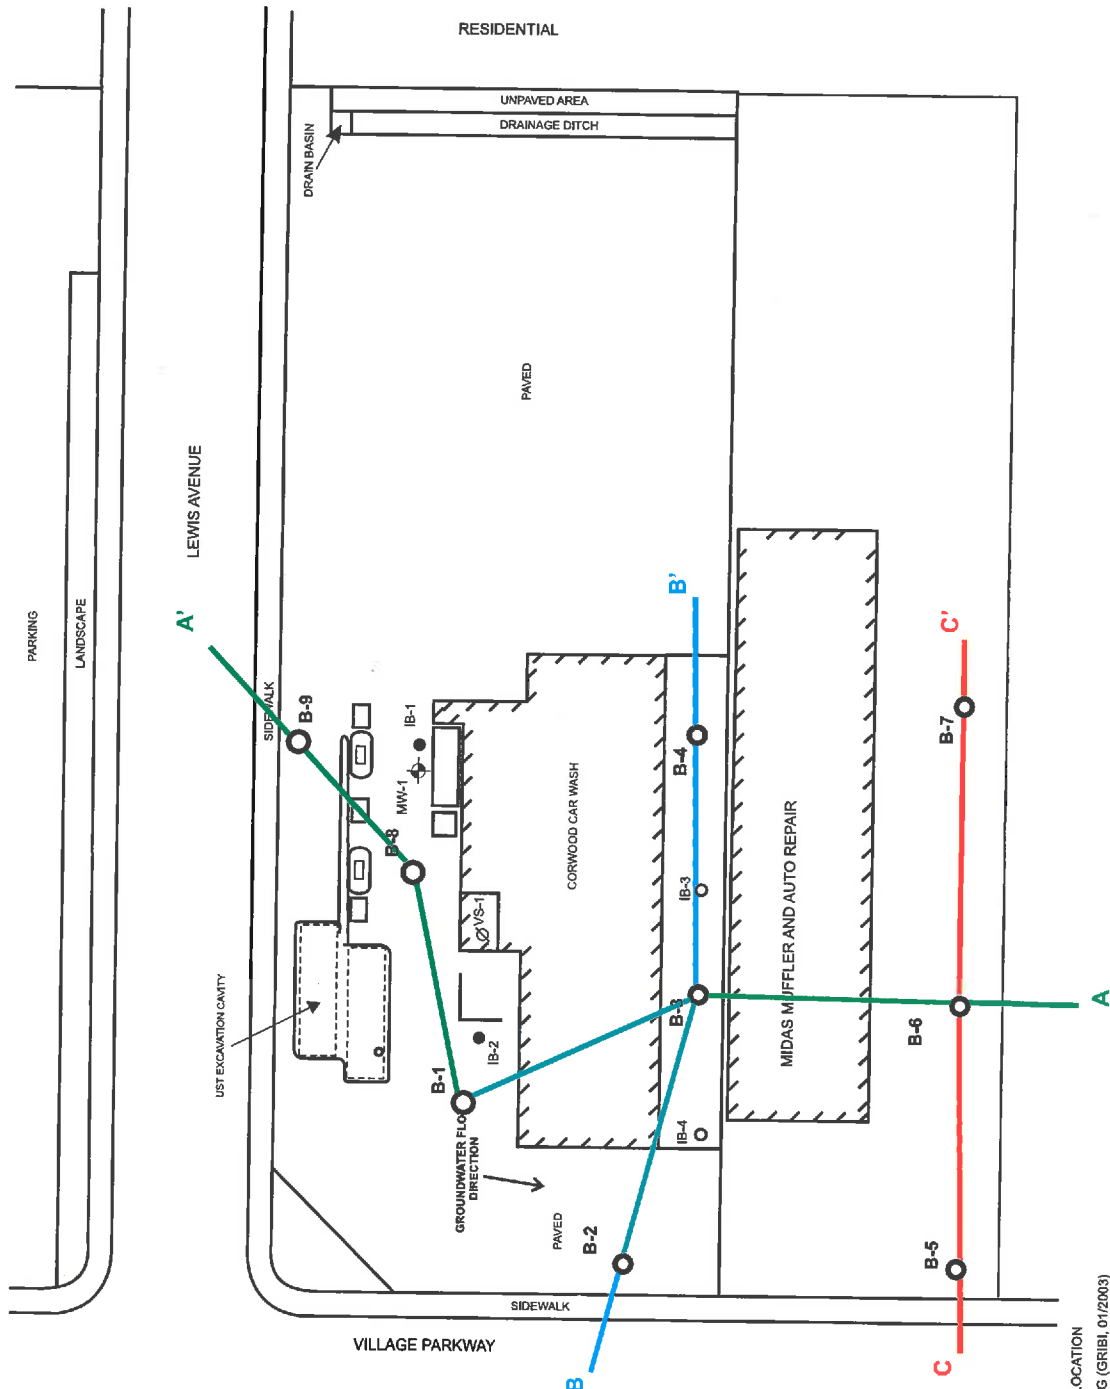 RESIDENTIAL
UNPAVED AREA
DRAINAGE DITCH
DRAIN BASIN
PAVED
LEWIS AVENUE
PARKING
LANDSCAPE
A'
SIDEWALK
B-9
IB-1
MW-1
B-8
B'
B-4
C'
B-7
CORWOOD CAR WASH
MIDAS MUFFLER AND AUTO REPAIR
VS-1
IB-3
UST EXCAVATION CAVITY
B-3
B-6
A
IB-2
B-1
IB-4
GROUNDWATER FLO
DIRECTION
PAVED
B-2
B-5
SIDEWALK
VILLAGE PARKWAY
B
C
.OCATION
G (GRIBI, 01/2003)